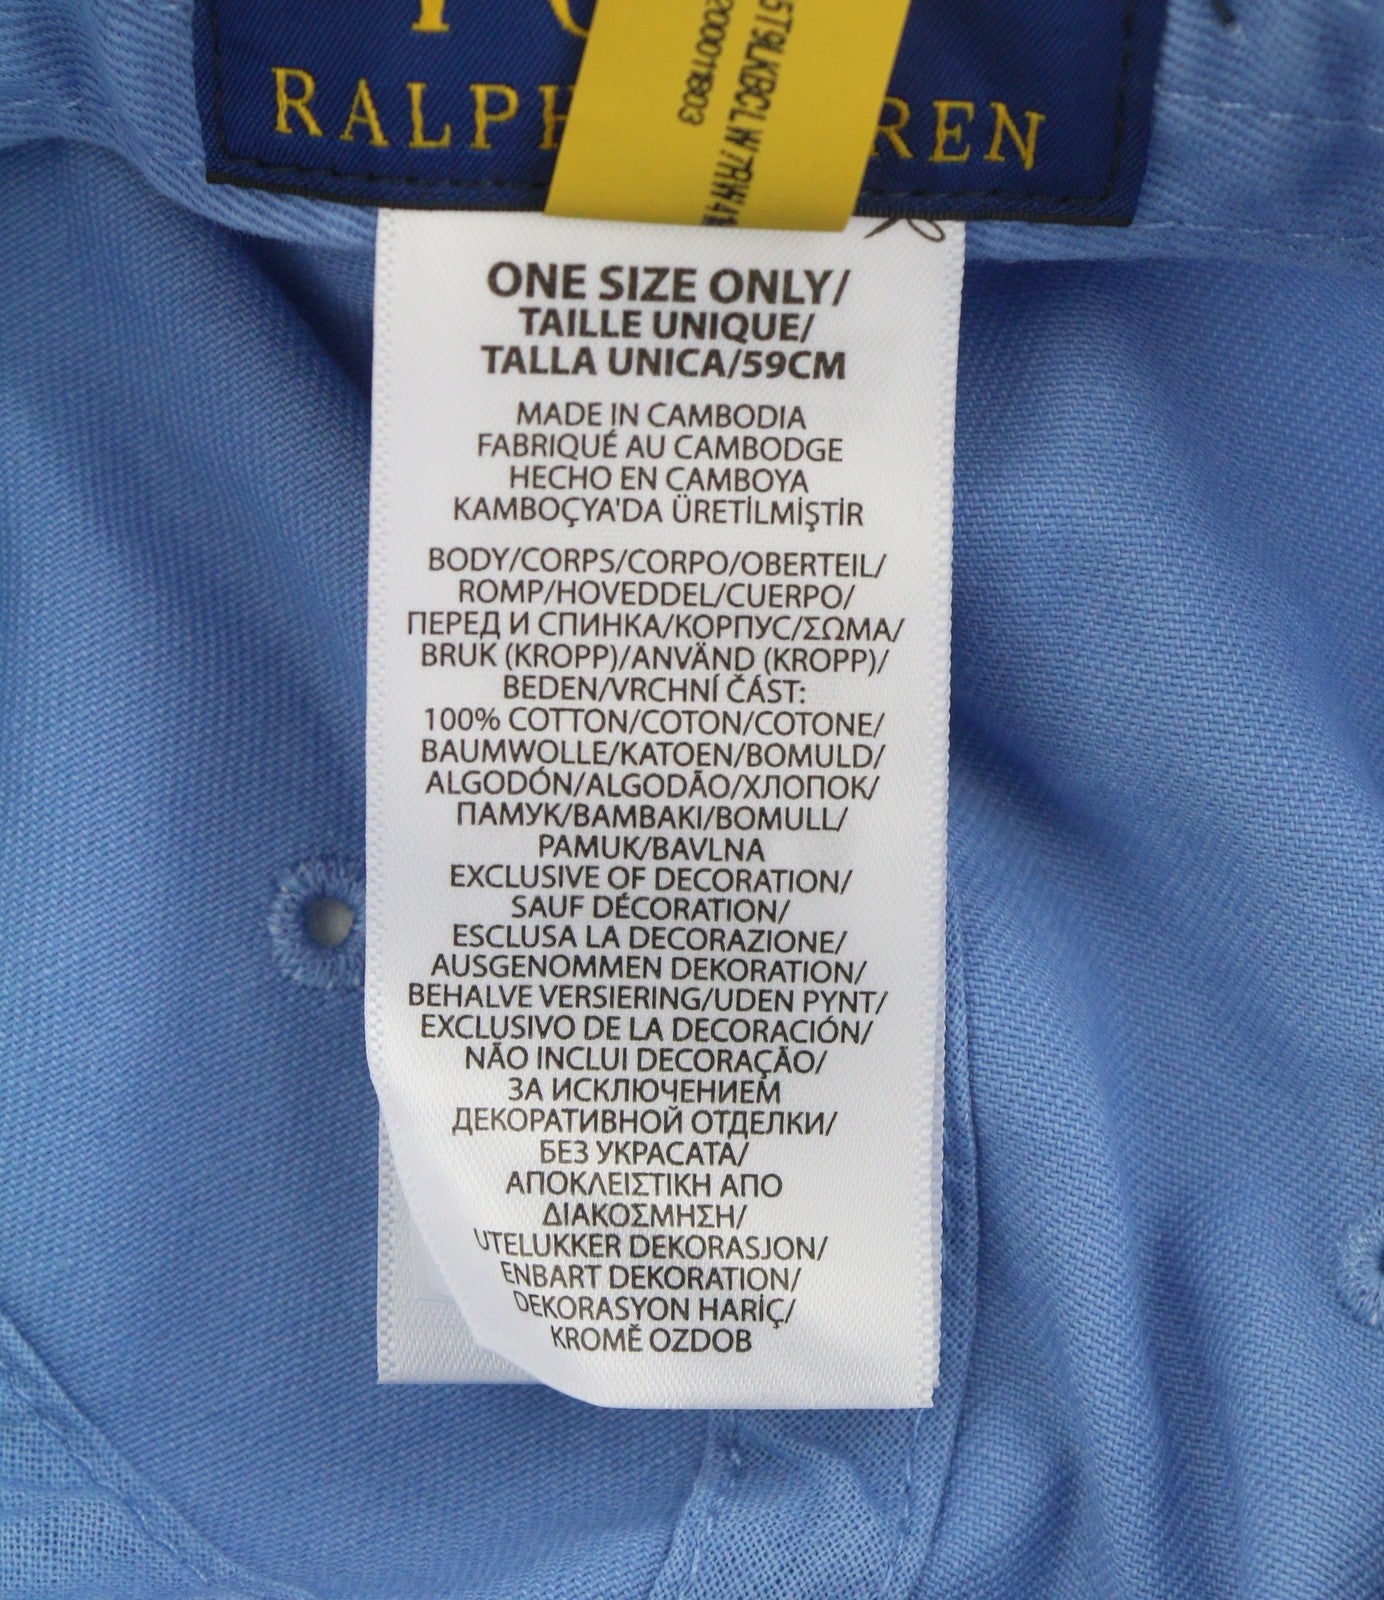 RALPH REN
20000118803
ONE SIZE ONLY/
TAILLE UNIQUE/
TALLA UNICA/59CM
MADE IN CAMBODIA
FABRIQUÉ AU CAMBODGE
HECHO EN CAMBOYA
KAMBOÇYA'DA ÜRETİLMİŞTİR
BODY/CORPS/CORPO/OBERTEIL/
ROMP/HOVEDDEL/CUERPO/
ПЕРЕД И СПИНКА/КОРПУС/ΣΩΜΑ/
BRUK (KROPP)/ANVÄND (KROPP)/
BEDEN/VRCHNÍ ČÁST:
100% COTTON/COTON/COTONE/
BAUMWOLLE/KATOEN/BOMULD/
ALGODÓN/ALGODÃO/ХЛОПОК/
ПАМУК/ΒΑΜΒΑΚΙ/BOMULL/
PAMUK/BAVLNA
EXCLUSIVE OF DECORATION/
SAUF DÉCORATION/
ESCLUSA LA DECORAZIONE/
AUSGENOMMEN DEKORATION/
BEHALVE VERSIERING/UDEN PYNT/
EXCLUSIVO DE LA DECORACIÓN/
NÃO INCLUI DECORAÇÃO/
ЗА ИСКЛЮЧЕНИЕМ
ДЕКОРАТИВНОЙ ОТДЕЛКИ/
БЕЗ УКРАСАТА/
ΑΠΟΚΛΕΙΣΤΙΚΗ ΑΠΟ
ΔΙΑΚΟΣΜΗΣΗ/
UTELUKKER DEKORASJON/
ENBART DEKORATION/
DEKORASYON HARİÇ/
KROMĚ OZDOB